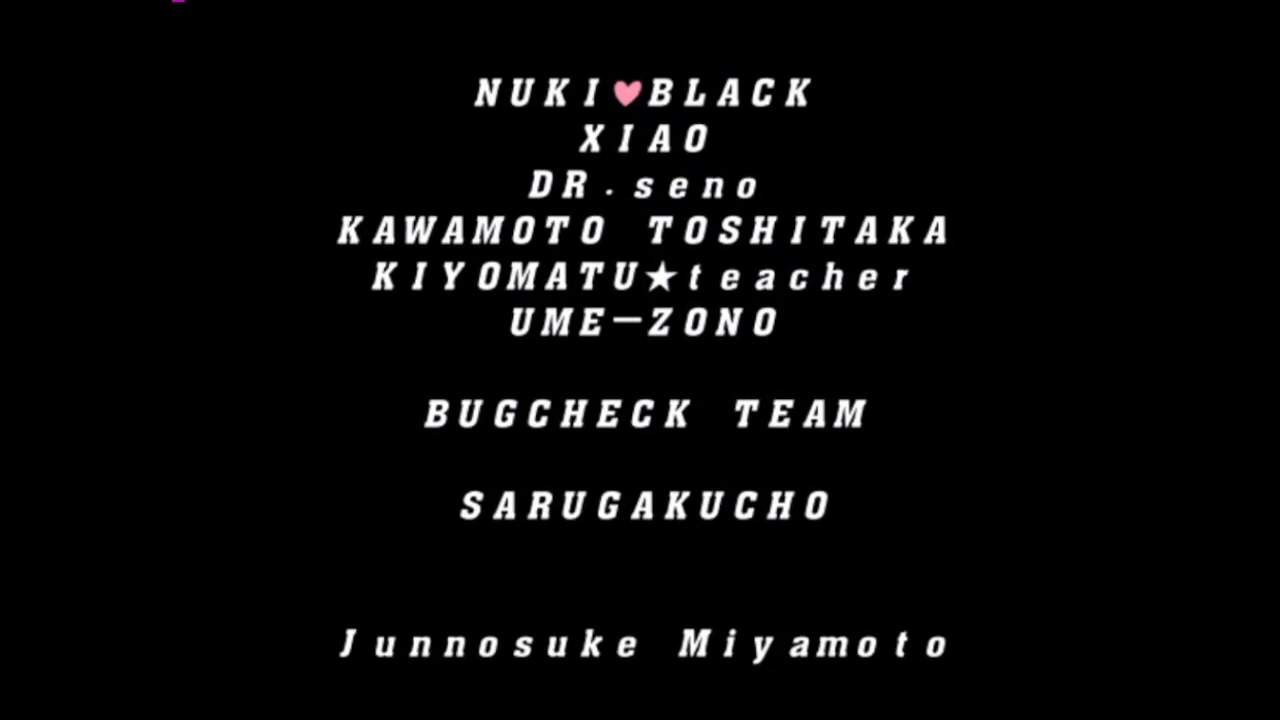 NUKI♥BLACK
XIAO
DR.seno
KAWAMOTO TOSHITAKA
KIYOMATU★teacher
UME−ZONO
BUGCHECK TEAM
SARUGAKUCHO
Junnosuke Miyamoto